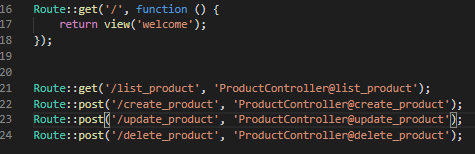 16 Route::get('/', function () {
17     return view('welcome');
18 });
19
20
21 Route::get('/list_product', 'ProductController@list_product');
22 Route::post('/create_product', 'ProductController@create_product');
23 Route::post('/update_product', 'ProductController@update_product');
24 Route::post('/delete_product', 'ProductController@delete_product');